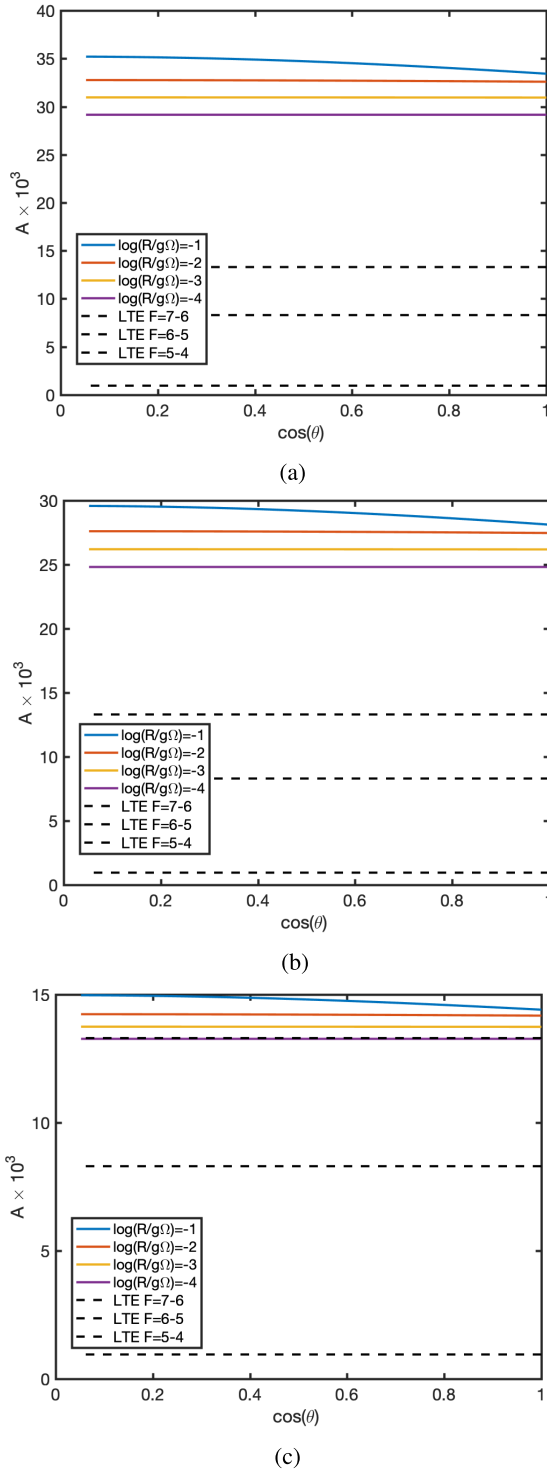 40
35
30
25
20
15
10
5
0
A × 10³
log(R/gΩ)=-1
log(R/gΩ)=-2
log(R/gΩ)=-3
log(R/gΩ)=-4
LTE F=7-6
LTE F=6-5
LTE F=5-4
0 0.2 0.4 0.6 0.8 1
cos(θ)
(a)
30
25
20
15
10
5
0
A × 10³
log(R/gΩ)=-1
log(R/gΩ)=-2
log(R/gΩ)=-3
log(R/gΩ)=-4
LTE F=7-6
LTE F=6-5
LTE F=5-4
0 0.2 0.4 0.6 0.8 1
cos(θ)
(b)
15
10
5
0
A × 10³
log(R/gΩ)=-1
log(R/gΩ)=-2
log(R/gΩ)=-3
log(R/gΩ)=-4
LTE F=7-6
LTE F=6-5
LTE F=5-4
0 0.2 0.4 0.6 0.8 1
cos(θ)
(c)